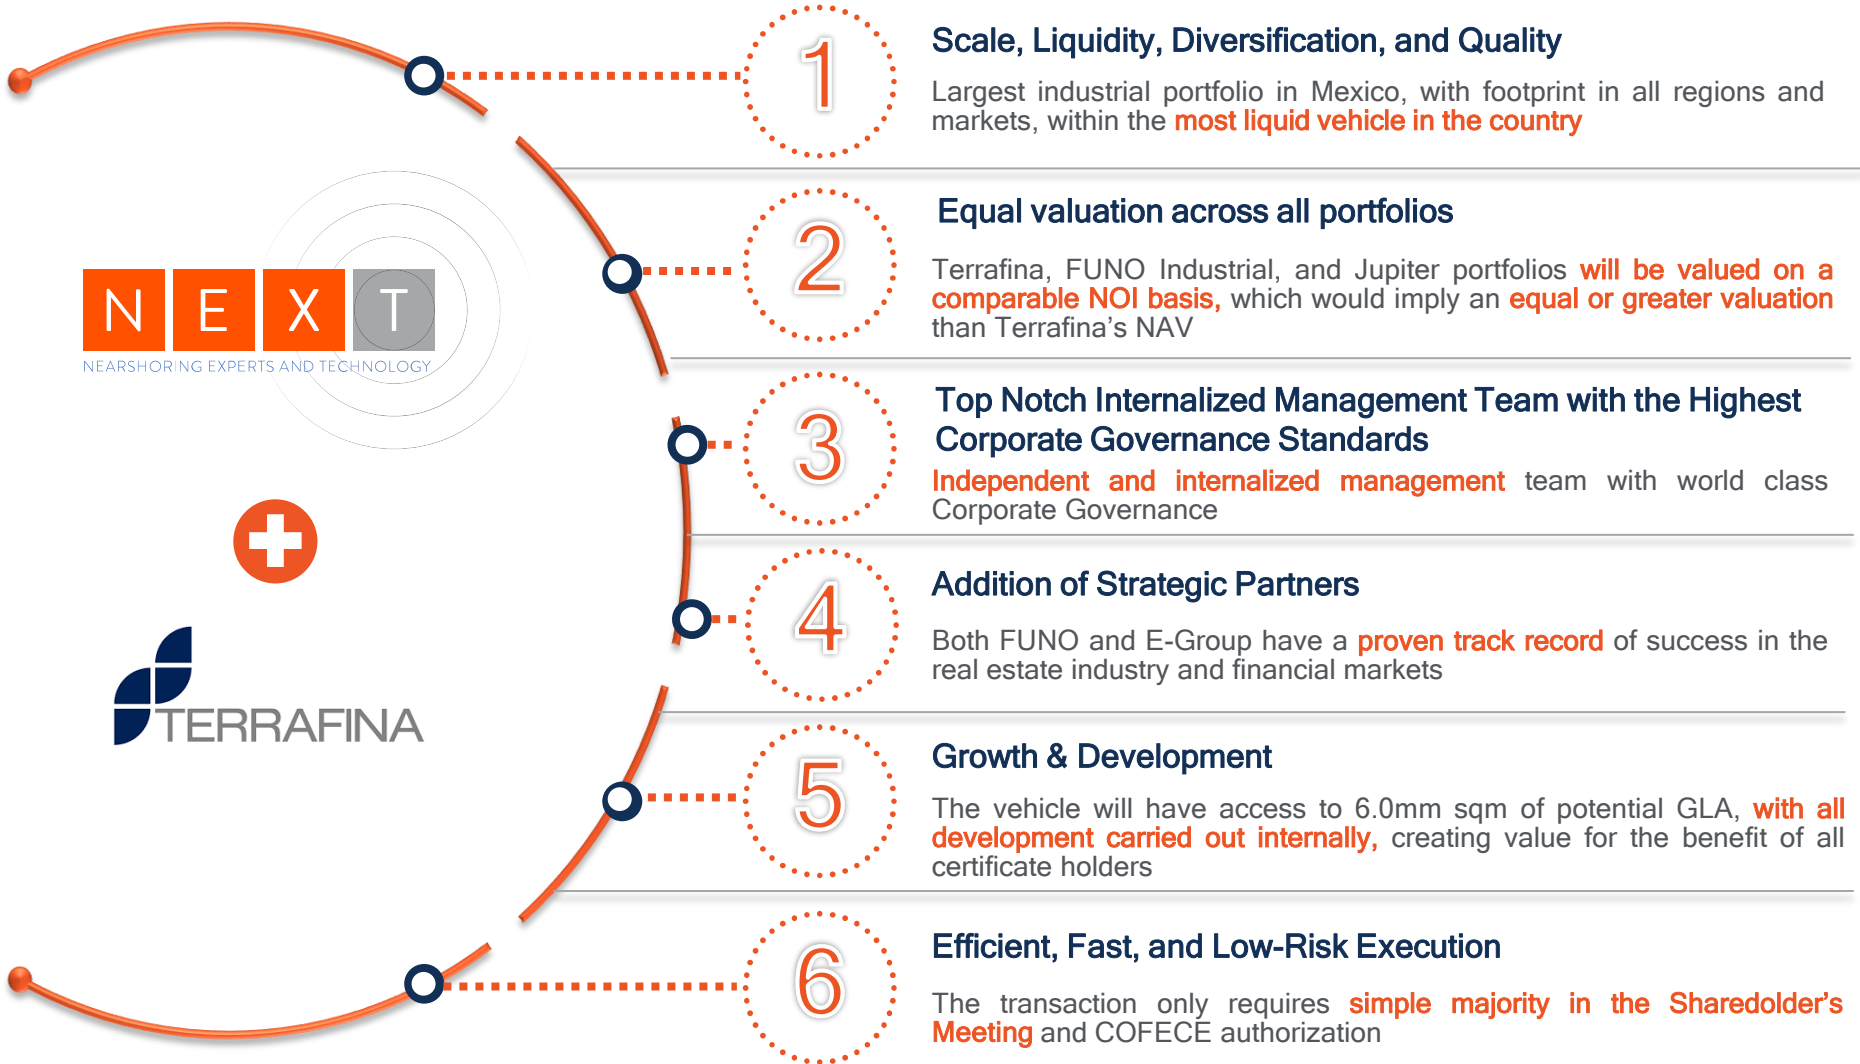 1
Scale, Liquidity, Diversification, and Quality
Largest industrial portfolio in Mexico, with footprint in all regions and
markets, within the most liquid vehicle in the country
2
Equal valuation across all portfolios
Terrafina, FUNO Industrial, and Jupiter portfolios will be valued on a
comparable NOI basis, which would imply an equal or greater valuation
than Terrafina’s NAV
NEXT
NEARSHORING EXPERTS AND TECHNOLOGY
3
Top Notch Internalized Management Team with the Highest
Corporate Governance Standards
Independent and internalized management team with world class
Corporate Governance
4
Addition of Strategic Partners
Both FUNO and E-Group have a proven track record of success in the
real estate industry and financial markets
TERRAFINA
5
Growth & Development
The vehicle will have access to 6.0mm sqm of potential GLA, with all
development carried out internally, creating value for the benefit of all
certificate holders
6
Efficient, Fast, and Low-Risk Execution
The transaction only requires simple majority in the Sharedolder’s
Meeting and COFECE authorization